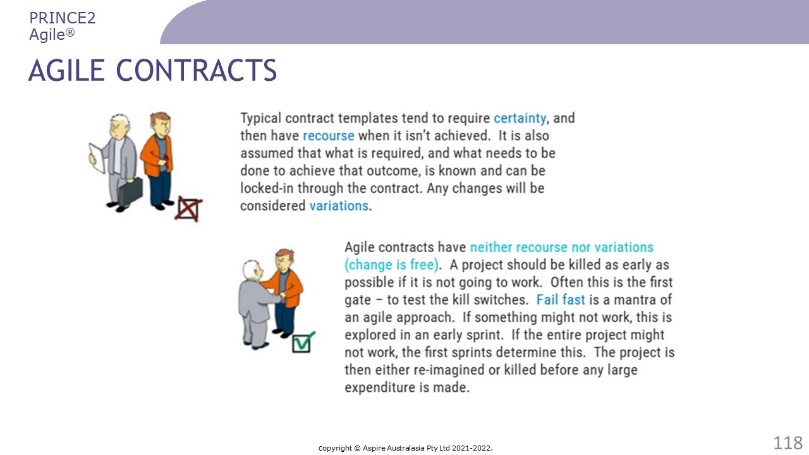 PRINCE2
Agile®
AGILE CONTRACTS
Typical contract templates tend to require certainty, and
then have recourse when it isn't achieved. It is also
assumed that what is required, and what needs to be
done to achieve that outcome, is known and can be
locked-in through the contract. Any changes will be
considered variations.
Agile contracts have neither recourse nor variations
(change is free). A project should be killed as early as
possible if it is not going to work. Often this is the first
gate – to test the kill switches. Fail fast is a mantra of
an agile approach. If something might not work, this is
explored in an early sprint. If the entire project might
not work, the first sprints determine this. The project is
then either re-imagined or killed before any large
expenditure is made.
Copyright © Aspire Australasia Pty Ltd 2021-2022.
118